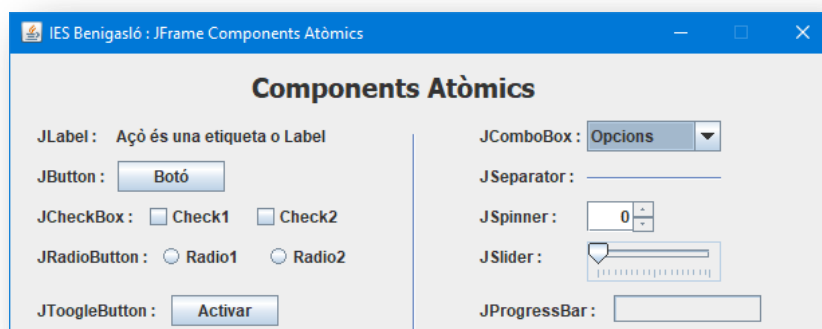 IES Benigasló : JFrame Components Atòmics
Components Atòmics
JLabel : Açò és una etiqueta o Label
JButton : Botó
JCheckBox : Check1 Check2
JRadioButton : Radio1 Radio2
JToogleButton : Activar
JComboBox : Opcions
JSeparator :
JSpinner : 0
JSlider :
JProgressBar :